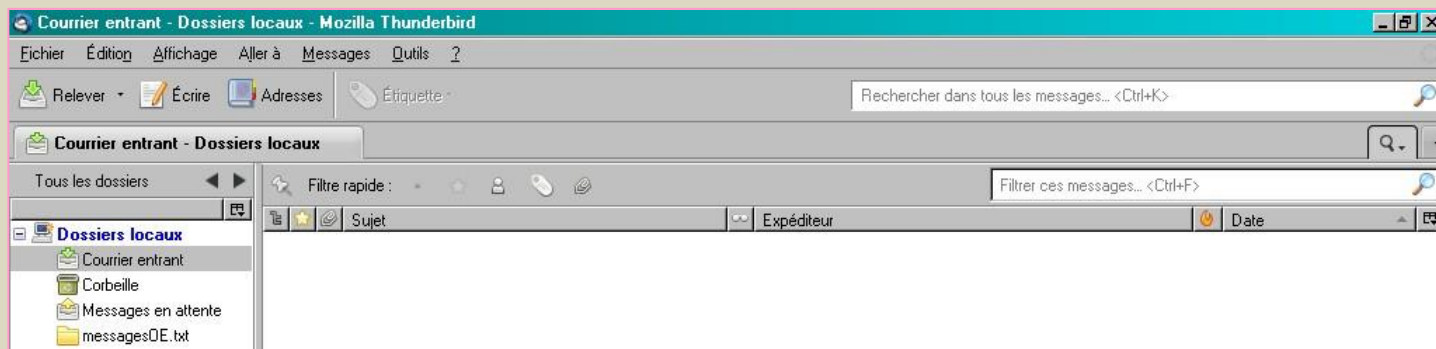 Courrier entrant - Dossiers locaux - Mozilla Thunderbird
Fichier Édition Affichage Aller à Messages Outils ?
Relever Écrire Adresses Étiquette Rechercher dans tous les messages... <Ctrl+K>
Courrier entrant - Dossiers locaux
Tous les dossiers Filtre rapide : Filtrer ces messages... <Ctrl+F>
Sujet Expéditeur Date
Dossiers locaux
Courrier entrant
Corbeille
Messages en attente
messagesOE.txt